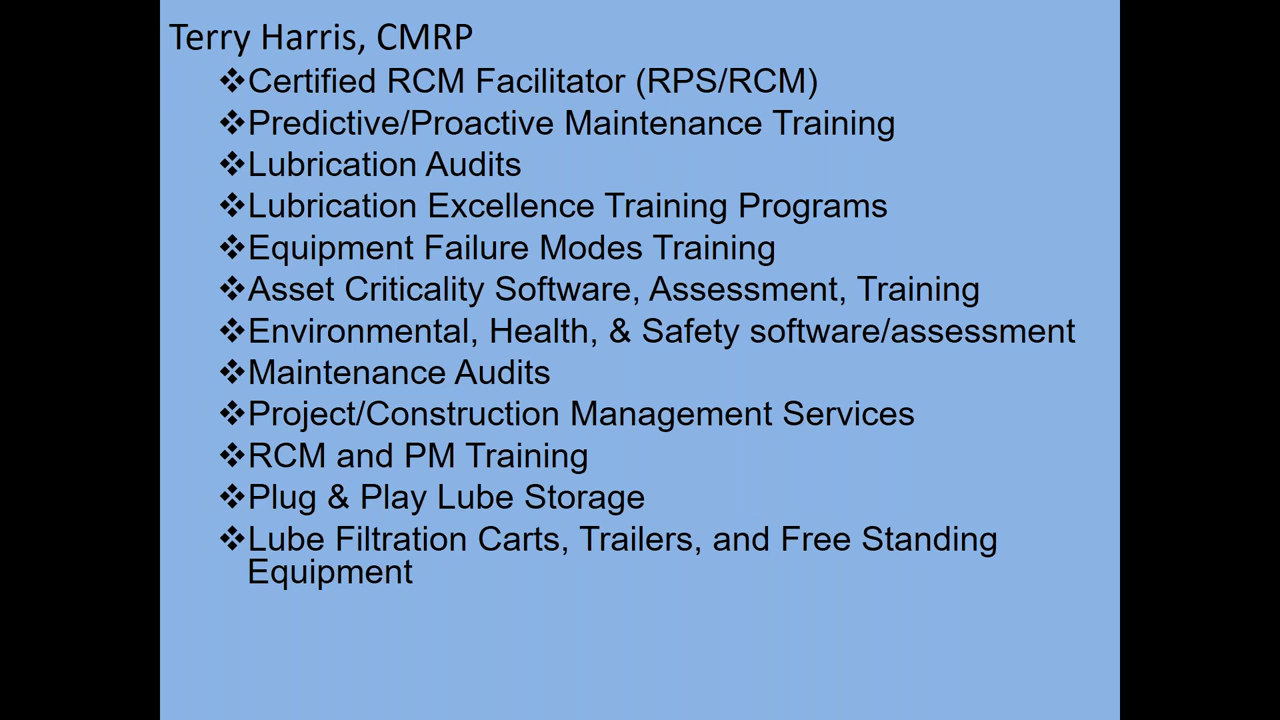 Terry Harris, CMRP
❖Certified RCM Facilitator (RPS/RCM)
❖Predictive/Proactive Maintenance Training
❖Lubrication Audits
❖Lubrication Excellence Training Programs
❖Equipment Failure Modes Training
❖Asset Criticality Software, Assessment, Training
❖Environmental, Health, & Safety software/assessment
❖Maintenance Audits
❖Project/Construction Management Services
❖RCM and PM Training
❖Plug & Play Lube Storage
❖Lube Filtration Carts, Trailers, and Free Standing
Equipment